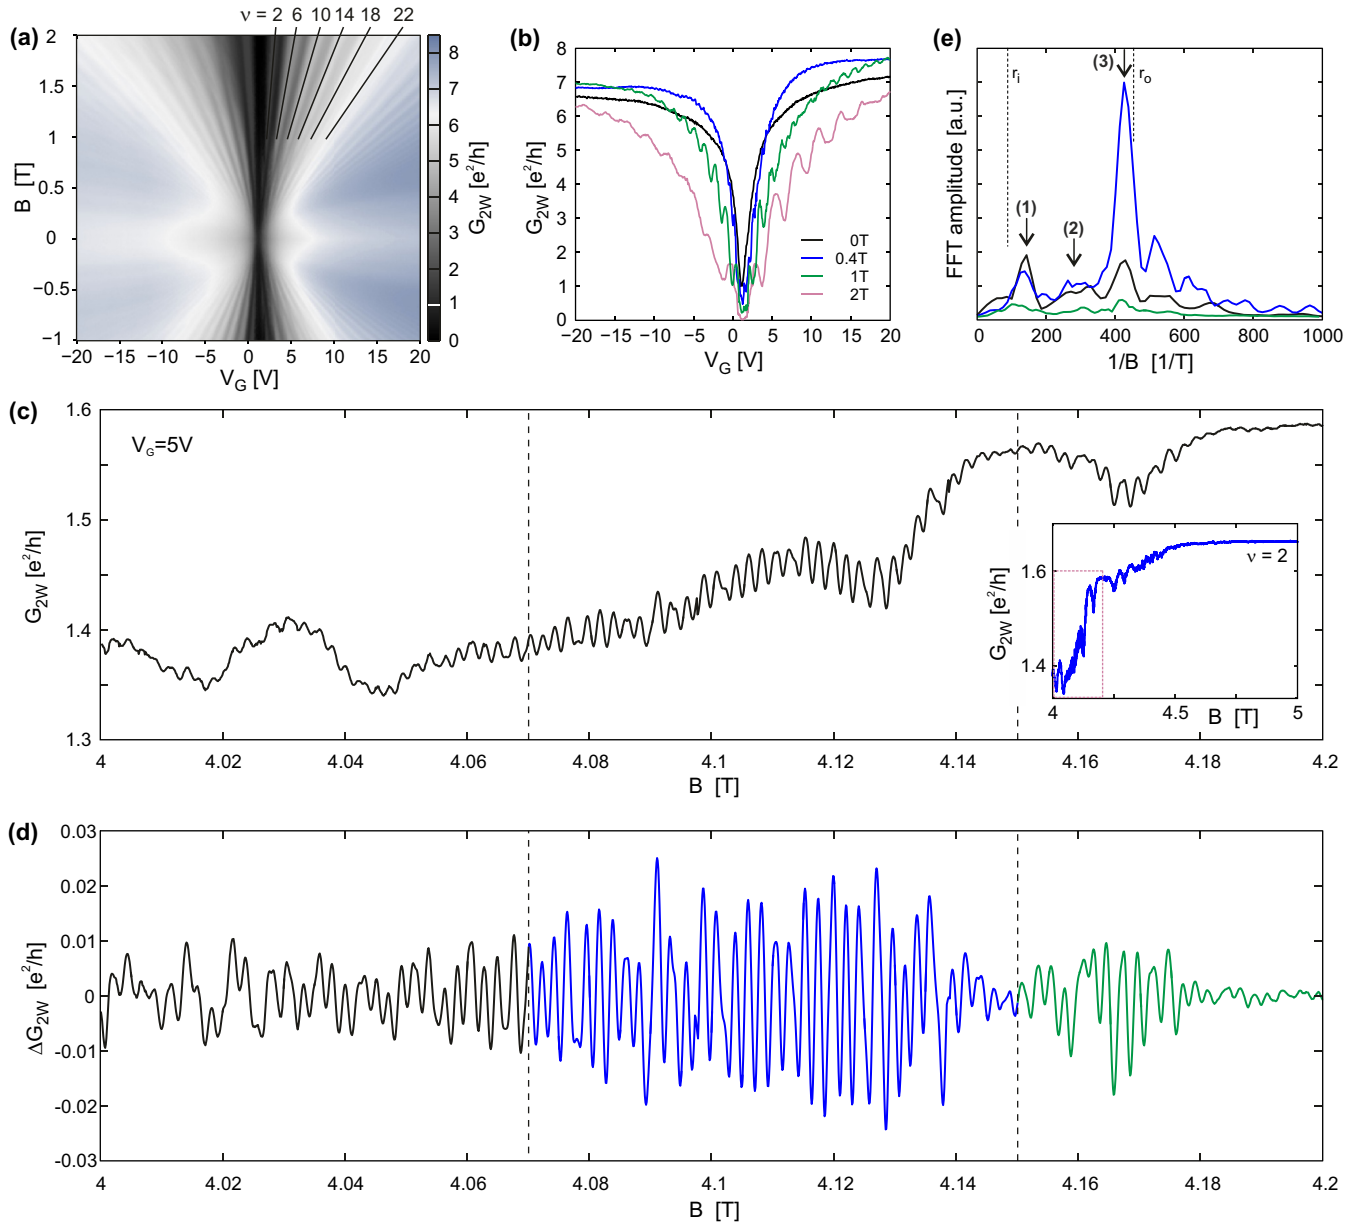 (a)
ν = 2 6 10 14 18 22
B [T]
2
1.5
1
0.5
0
−0.5
−1
−20 −15 −10 −5 0 5 10 15 20
V_G [V]
8
7
6
5
4
3
2
1
0
G_2W [e²/h]
(b)
G_2W [e²/h]
8
7
6
5
4
3
2
1
0
0T
0.4T
1T
2T
−20 −15 −10 −5 0 5 10 15 20
V_G [V]
(e)
FFT amplitude [a.u.]
r_i
(3)
r_o
(1)
(2)
0 200 400 600 800 1000
1/B [1/T]
(c)
V_G=5V
G_2W [e²/h]
1.6
1.5
1.4
1.3
4 4.02 4.04 4.06 4.08 4.1 4.12 4.14 4.16 4.18 4.2
B [T]
G_2W [e²/h]
1.6
1.4
ν = 2
4 4.5 5
B [T]
(d)
ΔG_2W [e²/h]
0.03
0.02
0.01
0
-0.01
-0.02
-0.03
4 4.02 4.04 4.06 4.08 4.1 4.12 4.14 4.16 4.18 4.2
B [T]